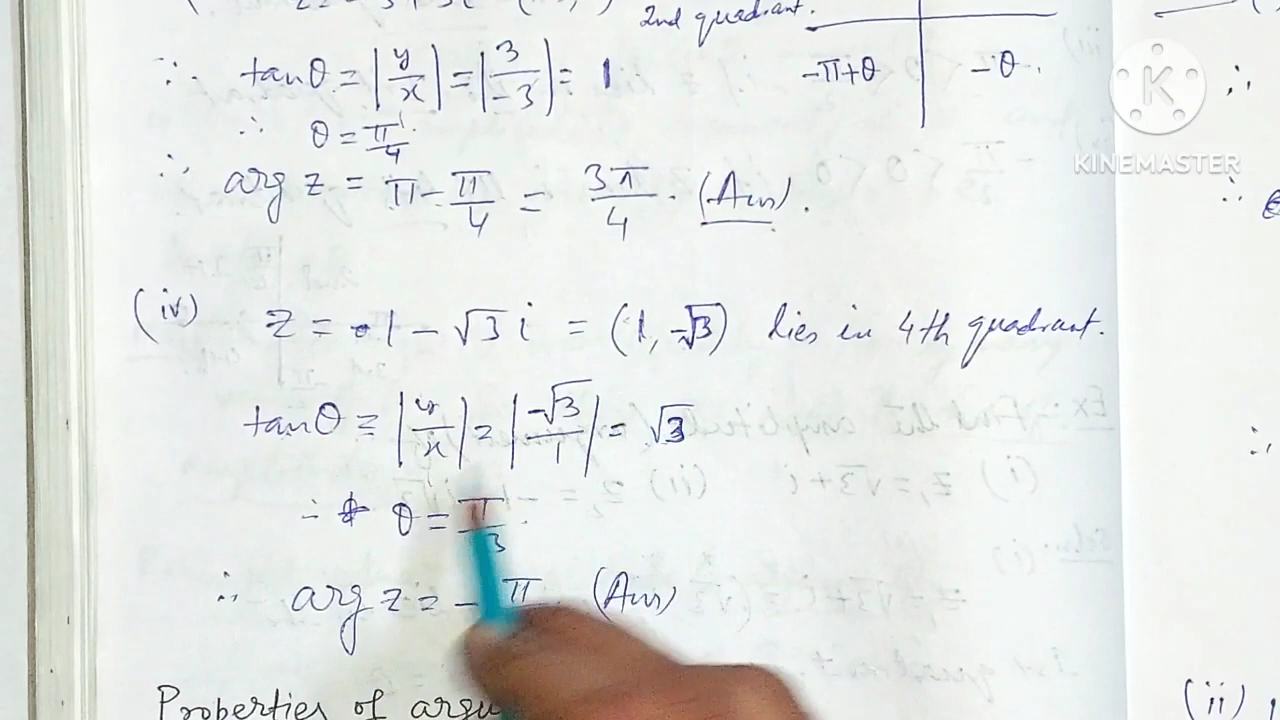 2nd quadrant.
∴ tanθ = |y/x| = |3/-3| = 1
-π+θ | -θ.
∴ θ = π/4
∴ arg z = π - π/4 = 3π/4. (Ans).
KINEMASTER
(iv) z = 1 - √3 i = (1, -√3) lies in 4th quadrant.
tanθ = |y/x| = |-√3/1| = √3
∴ θ = π/3.
∴ arg z = - π (Ans)
Properties of argu
(ii)